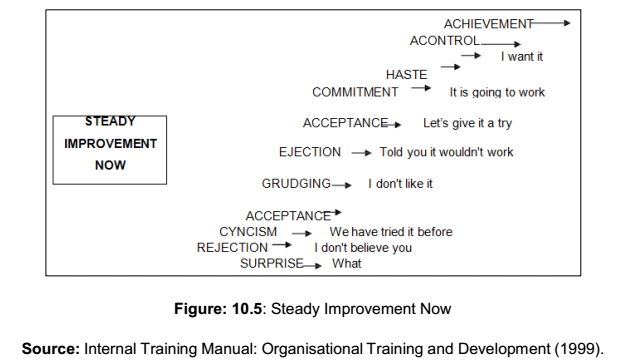 ACHIEVEMENT
ACONTROL
I want it
HASTE
COMMITMENT It is going to work
STEADY
IMPROVEMENT
NOW
ACCEPTANCE Let's give it a try
EJECTION Told you it wouldn't work
GRUDGING I don't like it
ACCEPTANCE
CYNCISM We have tried it before
REJECTION I don't believe you
SURPRISE What
Figure: 10.5: Steady Improvement Now
Source: Internal Training Manual: Organisational Training and Development (1999).